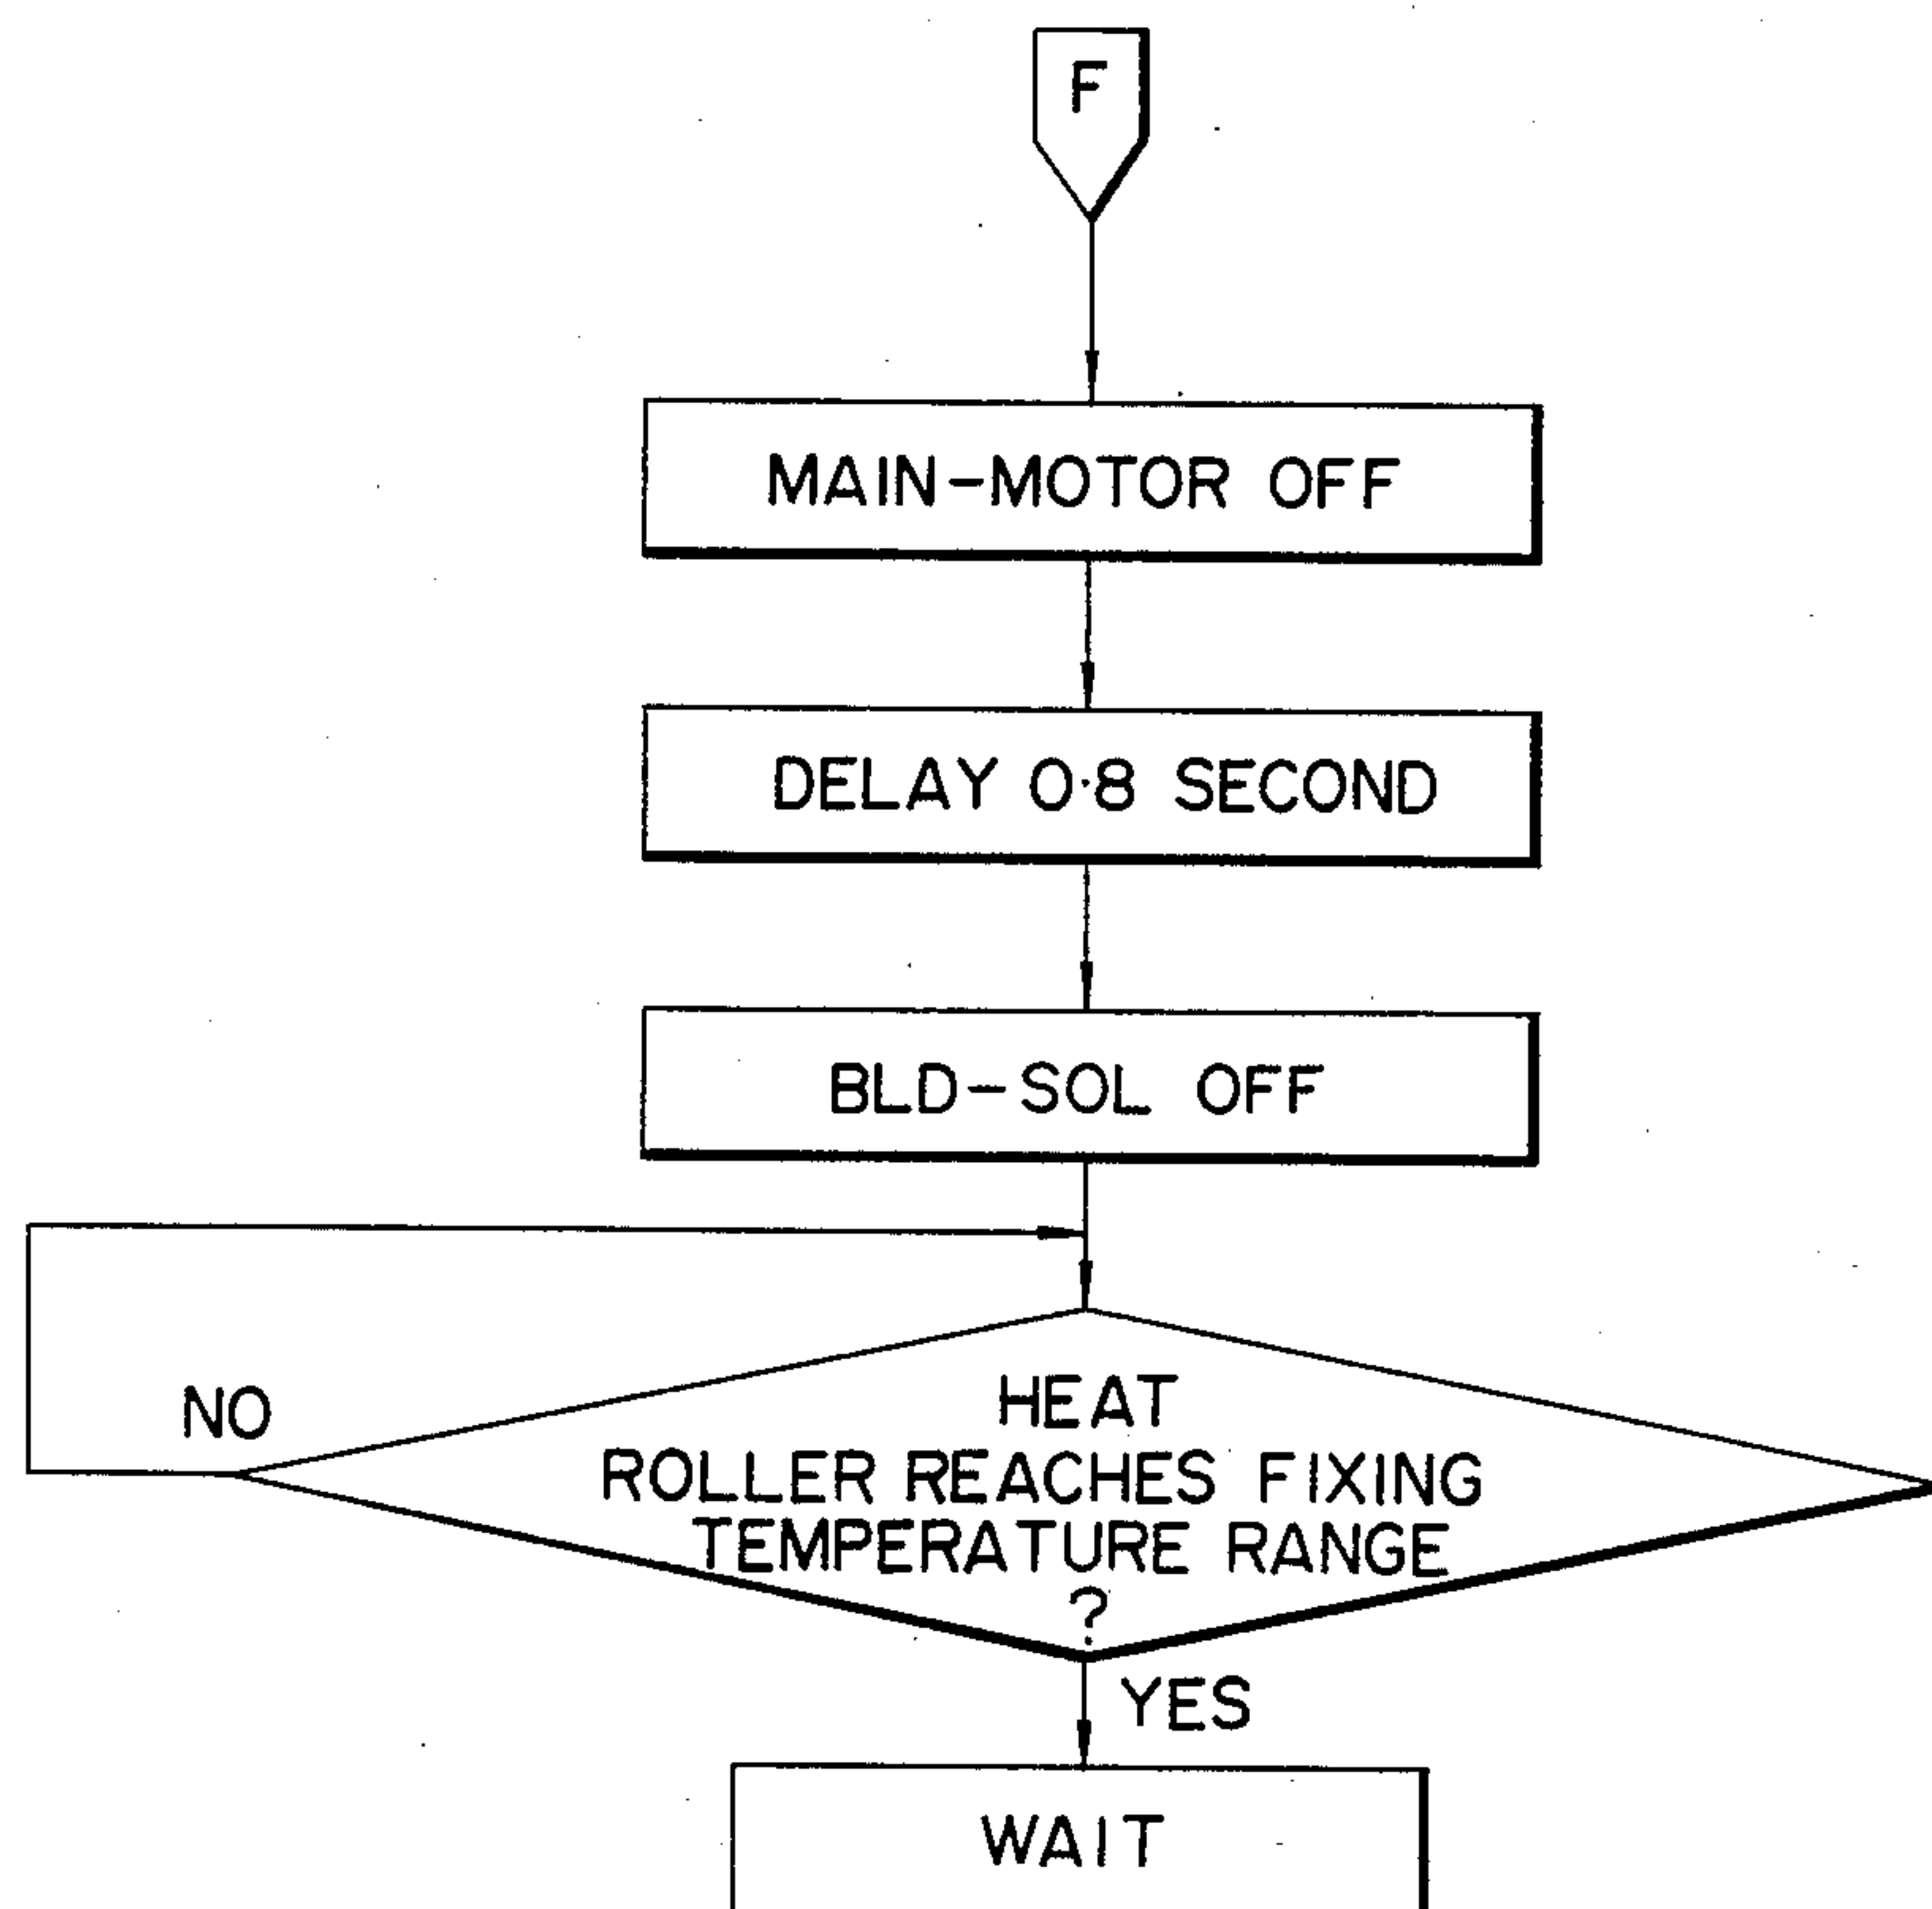 F
MAIN-MOTOR OFF
DELAY 0.8 SECOND
BLD-SOL OFF
NO
HEAT
ROLLER REACHES FIXING
TEMPERATURE RANGE
?
YES
WAIT